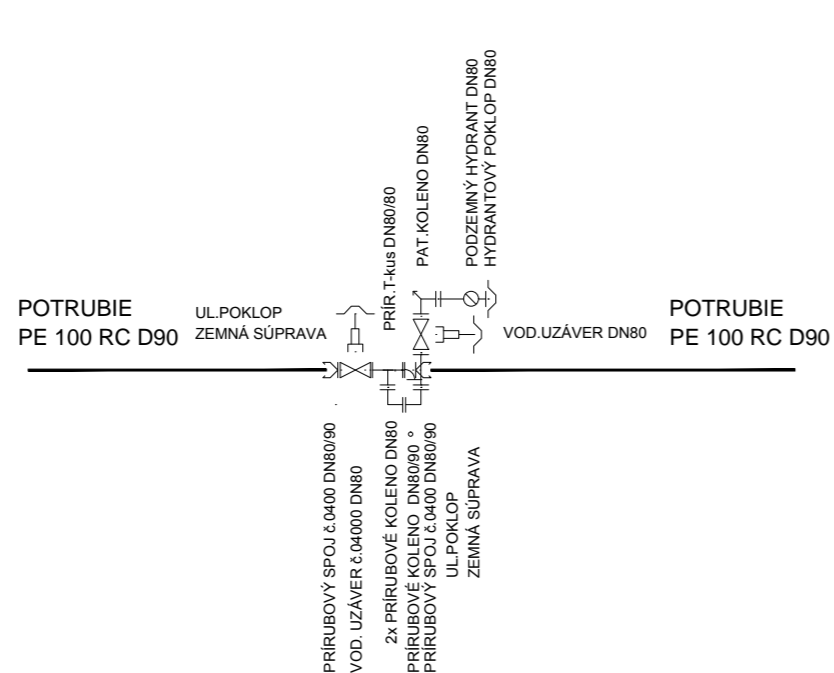 PRÍR.T-kus DN80/80
PAT.KOLENO DN80
PODZEMNÝ HYDRANT DN80
HYDRANTOVÝ POKLOP DN80
POTRUBIE
PE 100 RC D90
UL.POKLOP
ZEMNÁ SÚPRAVA
VOD.UZÁVER DN80
POTRUBIE
PE 100 RC D90
PRÍRUBOVÝ SPOJ č.0400 DN80/90
VOD. UZÁVER č.04000 DN80
2x PRÍRUBOVÉ KOLENO DN80
PRÍRUBOVÉ KOLENO DN80/90 °
PRÍRUBOVÝ SPOJ č.0400 DN80/90
UL.POKLOP
ZEMNÁ SÚPRAVA